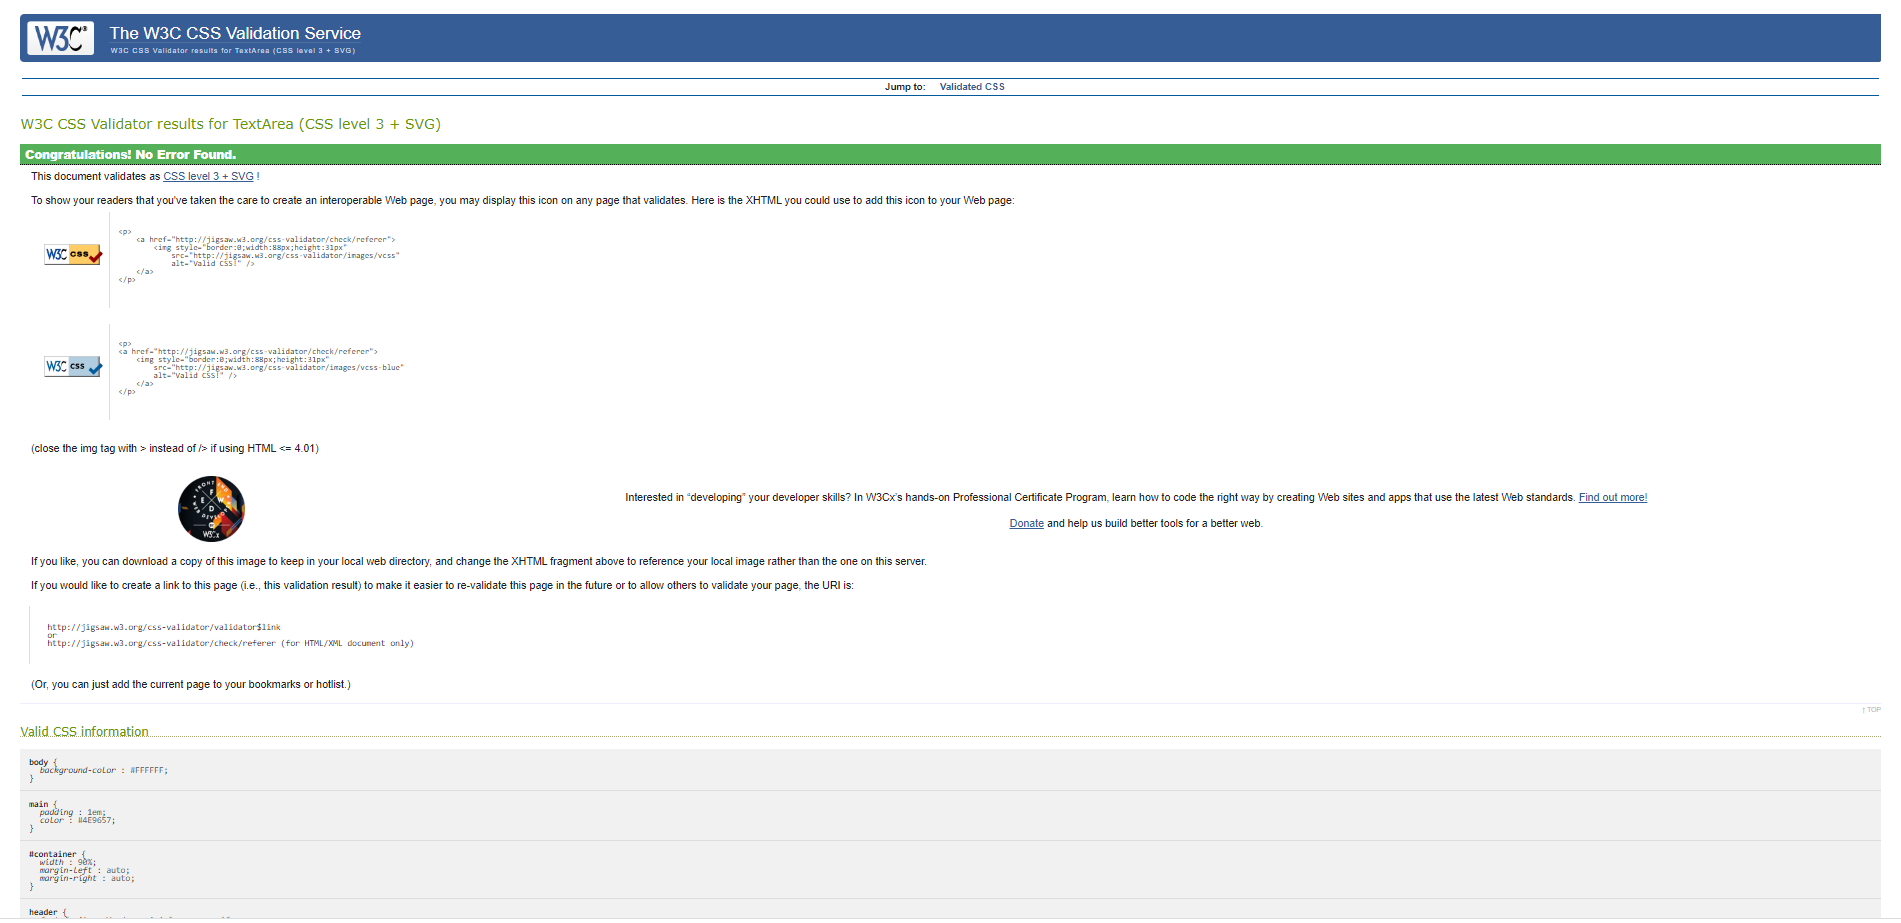 W3C®
The W3C CSS Validation Service
W3C CSS Validator results for TextArea (CSS level 3 + SVG)
Jump to: Validated CSS
W3C CSS Validator results for TextArea (CSS level 3 + SVG)
Congratulations! No Error Found.
This document validates as CSS level 3 + SVG !
To show your readers that you've taken the care to create an interoperable Web page, you may display this icon on any page that validates. Here is the XHTML you could use to add this icon to your Web page:
W3C css
<p>
<a href="http://jigsaw.w3.org/css-validator/check/referer">
<img style="border:0;width:88px;height:31px"
src="http://jigsaw.w3.org/css-validator/images/vcss"
alt="Valid CSS!" />
</a>
</p>
W3C css
<p>
<a href="http://jigsaw.w3.org/css-validator/check/referer">
<img style="border:0;width:88px;height:31px"
src="http://jigsaw.w3.org/css-validator/images/vcss-blue"
alt="Valid CSS!" />
</a>
</p>
(close the img tag with > instead of /> if using HTML <= 4.01)
FRONT END WEB DEVELOPER
W3Cx
Interested in “developing” your developer skills? In W3Cx's hands-on Professional Certificate Program, learn how to code the right way by creating Web sites and apps that use the latest Web standards. Find out more!
Donate and help us build better tools for a better web.
If you like, you can download a copy of this image to keep in your local web directory, and change the XHTML fragment above to reference your local image rather than the one on this server.
If you would like to create a link to this page (i.e., this validation result) to make it easier to re-validate this page in the future or to allow others to validate your page, the URI is:
http://jigsaw.w3.org/css-validator/validator$link
or
http://jigsaw.w3.org/css-validator/check/referer (for HTML/XML document only)
(Or, you can just add the current page to your bookmarks or hotlist.)
↑ TOP
Valid CSS information
body {
background-color : #FFFFFF;
}
main {
padding : 1em;
color : #4E9657;
}
#container {
width : 90%;
margin-left : auto;
margin-right : auto;
}
header {